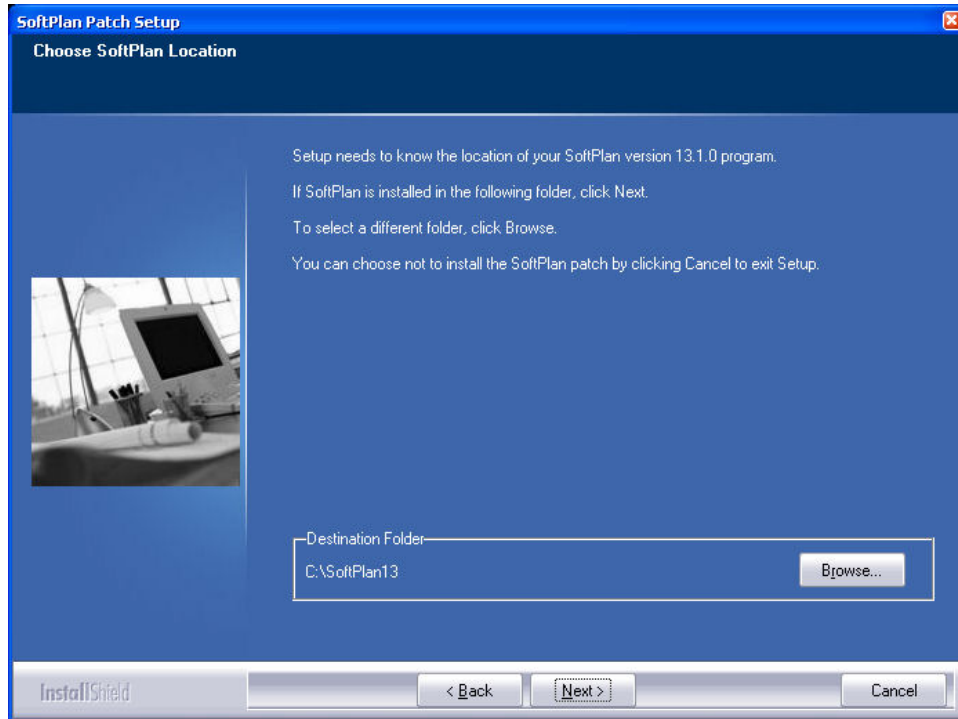 SoftPlan Patch Setup
Choose SoftPlan Location
Setup needs to know the location of your SoftPlan version 13.1.0 program.
If SoftPlan is installed in the following folder, click Next.
To select a different folder, click Browse.
You can choose not to install the SoftPlan patch by clicking Cancel to exit Setup.
Destination Folder
C:\SoftPlan13
Browse...
InstallShield
< Back
Next >
Cancel